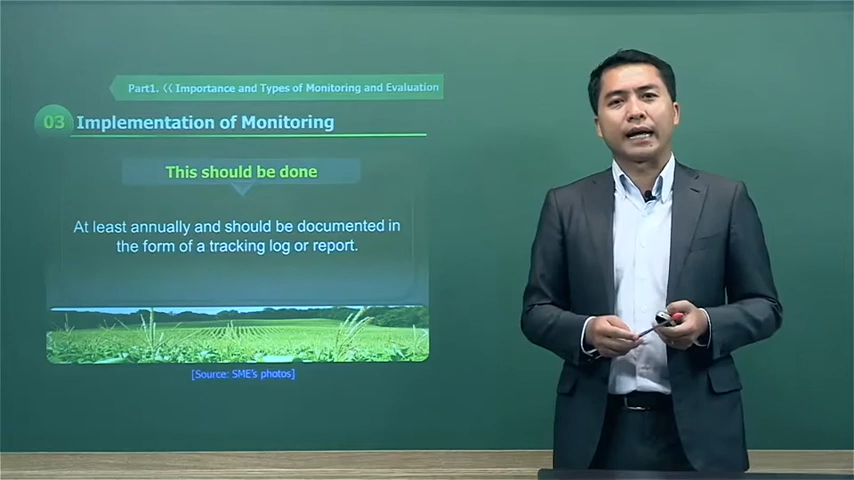 Part1. 《 Importance and Types of Monitoring and Evaluation
03 Implementation of Monitoring
This should be done
At least annually and should be documented in
the form of a tracking log or report.
[Source: SME's photos]